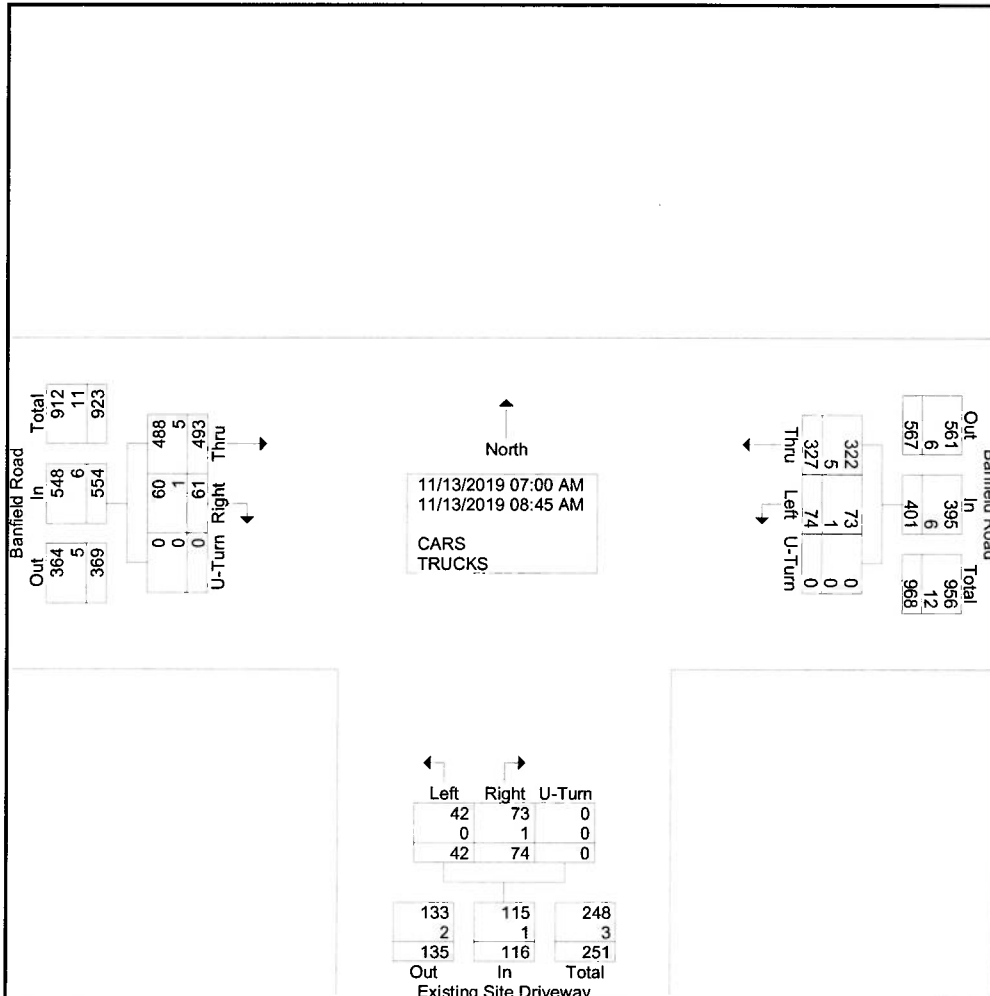 Banfield Road
Total In Out
912 548 364
11 6 5
923 554 369
488 60 0
5 1 0
493 61 0
Thru Right U-Turn
North
11/13/2019 07:00 AM
11/13/2019 08:45 AM
CARS
TRUCKS
Out In Total
561 395 956
6 6 12
567 401 968
322 73 0
5 1 0
327 74 0
Thru Left U-Turn
Left Right U-Turn
42 73 0
0 1 0
42 74 0
133 115 248
2 1 3
135 116 251
Out In Total
Existing Site Driveway